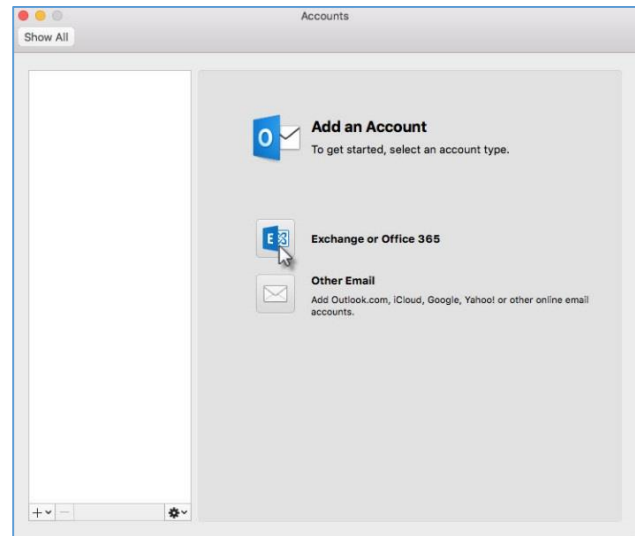 Accounts
Show All
Add an Account
To get started, select an account type.
Exchange or Office 365
Other Email
Add Outlook.com, iCloud, Google, Yahoo! or other online email
accounts.